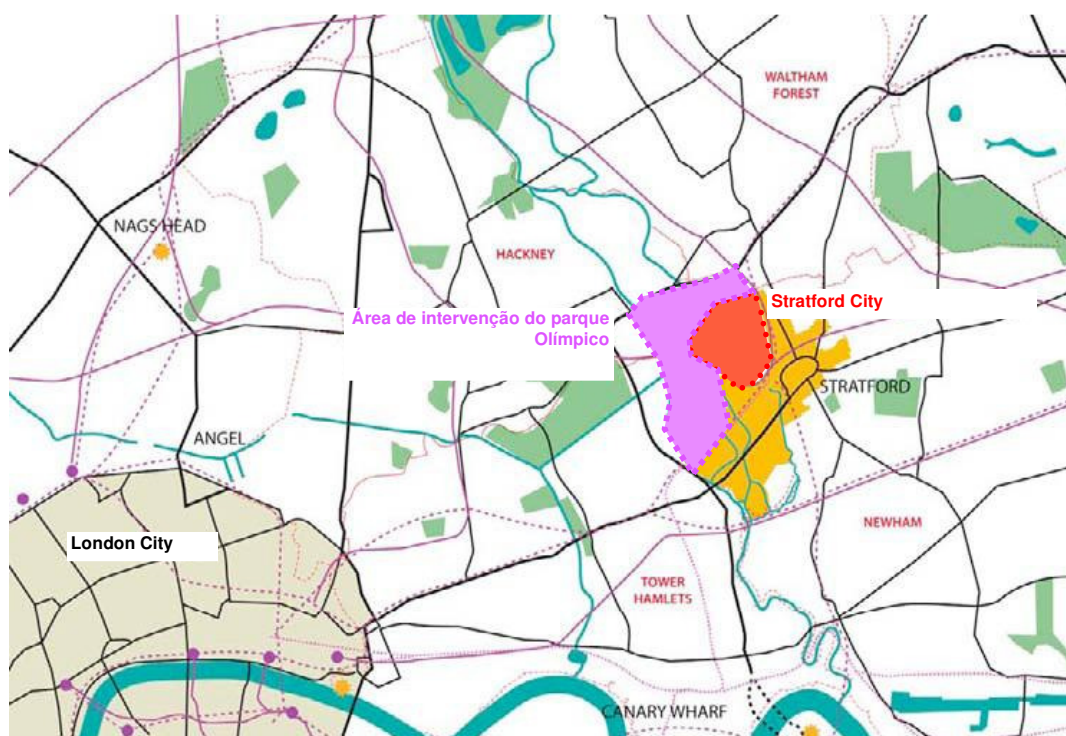 WALTHAM
FOREST
NAGS HEAD
HACKNEY
Stratford City
Área de intervenção do parque
Olímpico
STRATFORD
ANGEL
NEWHAM
London City
TOWER
HAMLETS
CANARY WHARF